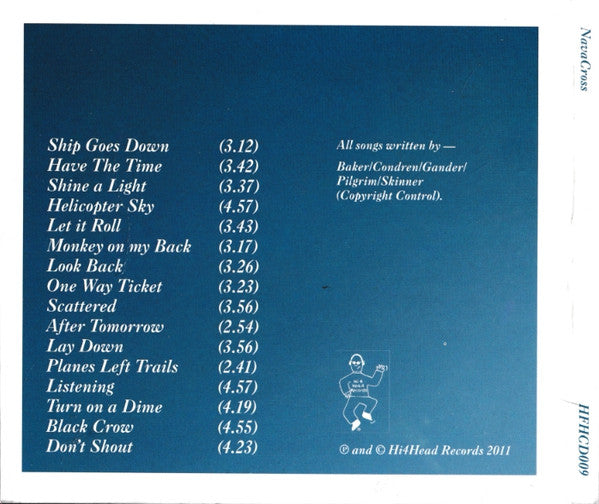 Ship Goes Down (3.12)
Have The Time (3.42)
Shine a Light (3.37)
Helicopter Sky (4.57)
Let it Roll (3.43)
Monkey on my Back (3.17)
Look Back (3.26)
One Way Ticket (3.23)
Scattered (3.56)
After Tomorrow (2.54)
Lay Down (3.56)
Planes Left Trails (2.41)
Listening (4.57)
Turn on a Dime (4.19)
Black Crow (4.55)
Don't Shout (4.23)
All songs written by —
Baker/Condren/Gander/
Pilgrim/Skinner
(Copyright Control).
℗ and © Hi4Head Records 2011
NavaCross
HFHCD009